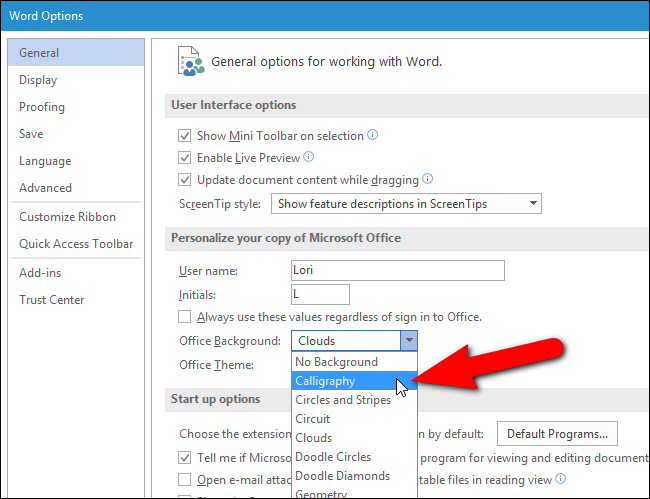 Word Options
General
Display
Proofing
Save
Language
Advanced
Customize Ribbon
Quick Access Toolbar
Add-ins
Trust Center
General options for working with Word.
User Interface options
Show Mini Toolbar on selection
Enable Live Preview
Update document content while dragging
ScreenTip style: Show feature descriptions in ScreenTips
Personalize your copy of Microsoft Office
User name: Lori
Initials: L
Always use these values regardless of sign in to Office.
Office Background: Clouds
Office Theme:
No Background
Calligraphy
Circles and Stripes
Circuit
Clouds
Doodle Circles
Doodle Diamonds
Geometry
Start up options
Choose the extension n by default: Default Programs...
Tell me if Microso program for viewing and editing document
Open e-mail attac table files in reading view